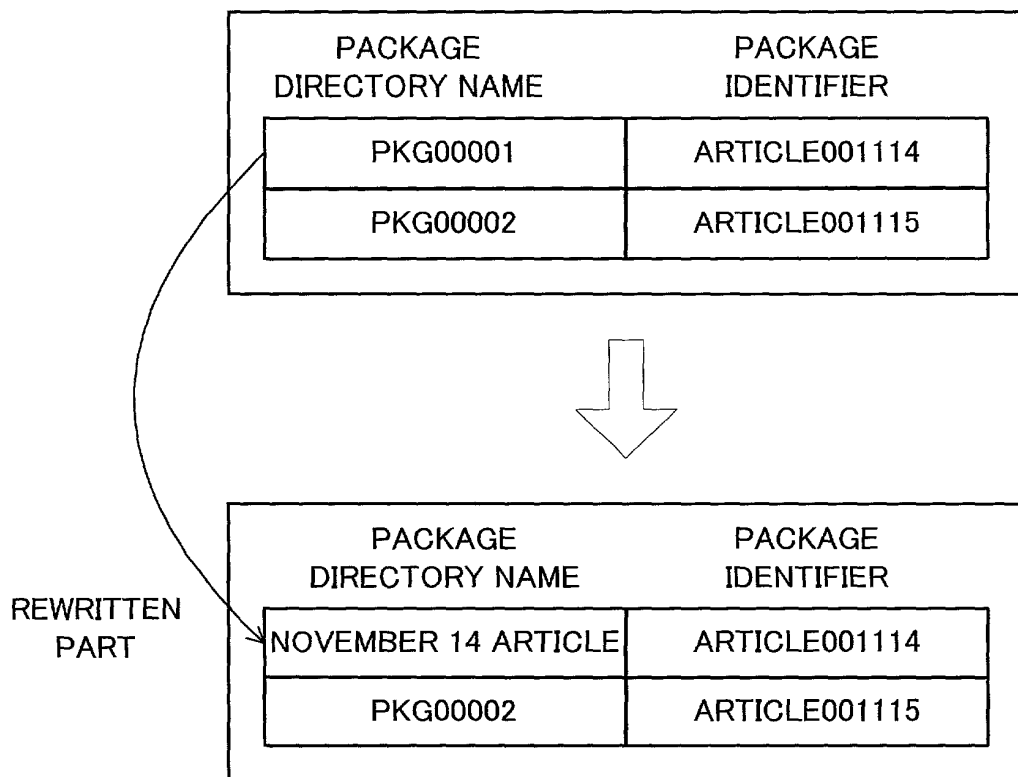 PACKAGE DIRECTORY NAME PACKAGE IDENTIFIER
PKG00001 ARTICLE001114
PKG00002 ARTICLE001115
PACKAGE DIRECTORY NAME PACKAGE IDENTIFIER
REWRITTEN PART
NOVEMBER 14 ARTICLE ARTICLE001114
PKG00002 ARTICLE001115